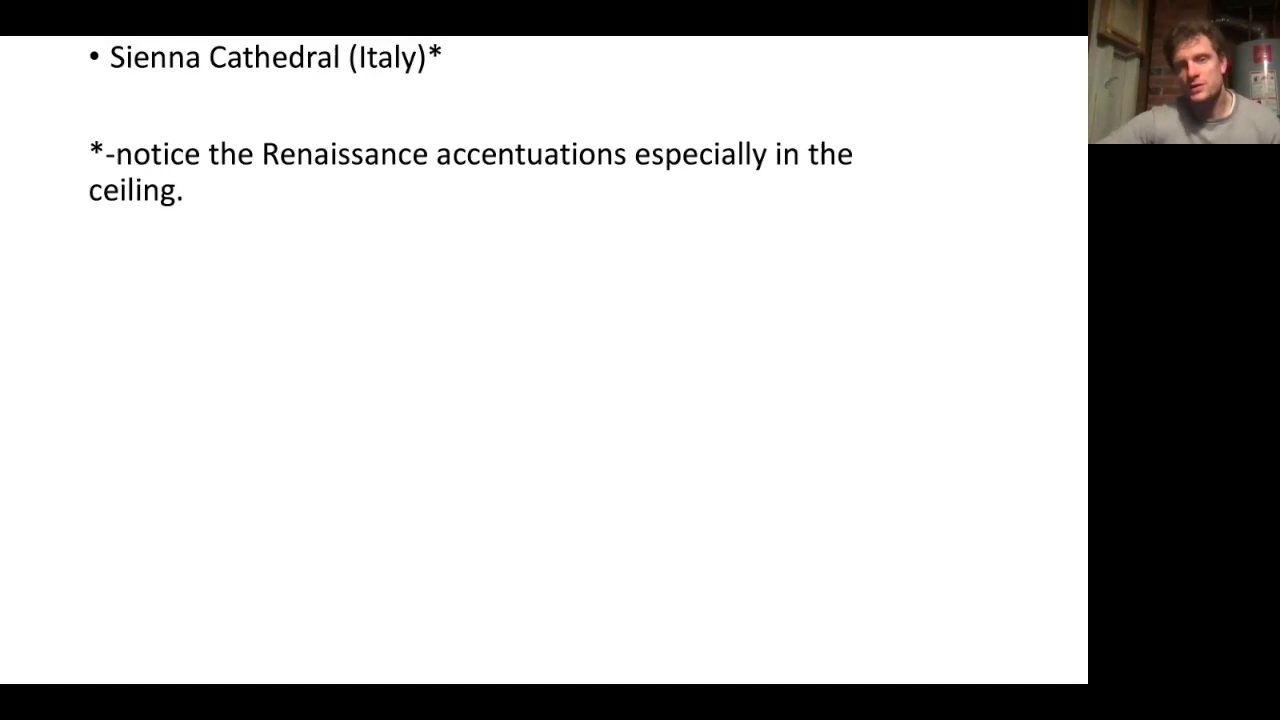 • Sienna Cathedral (Italy)*
*-notice the Renaissance accentuations especially in the
ceiling.